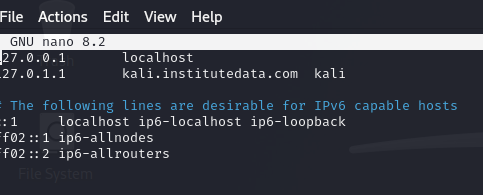 File Actions Edit View Help
GNU nano 8.2
27.0.0.1 localhost
127.0.1.1 kali.institutedata.com kali
# The following lines are desirable for IPv6 capable hosts
::1 localhost ip6-localhost ip6-loopback
ff02::1 ip6-allnodes
ff02::2 ip6-allrouters
File System